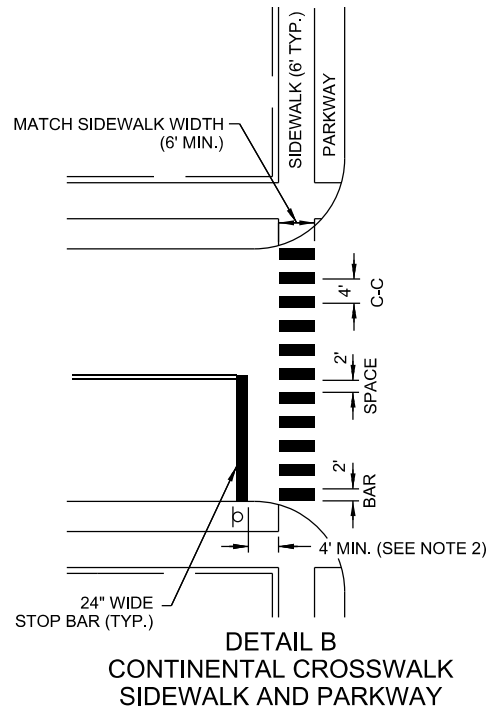 SIDEWALK (6' TYP.)
PARKWAY
MATCH SIDEWALK WIDTH
(6' MIN.)
4'
C-C
2'
SPACE
2'
BAR
4' MIN. (SEE NOTE 2)
24" WIDE
STOP BAR (TYP.)
DETAIL B
CONTINENTAL CROSSWALK
SIDEWALK AND PARKWAY